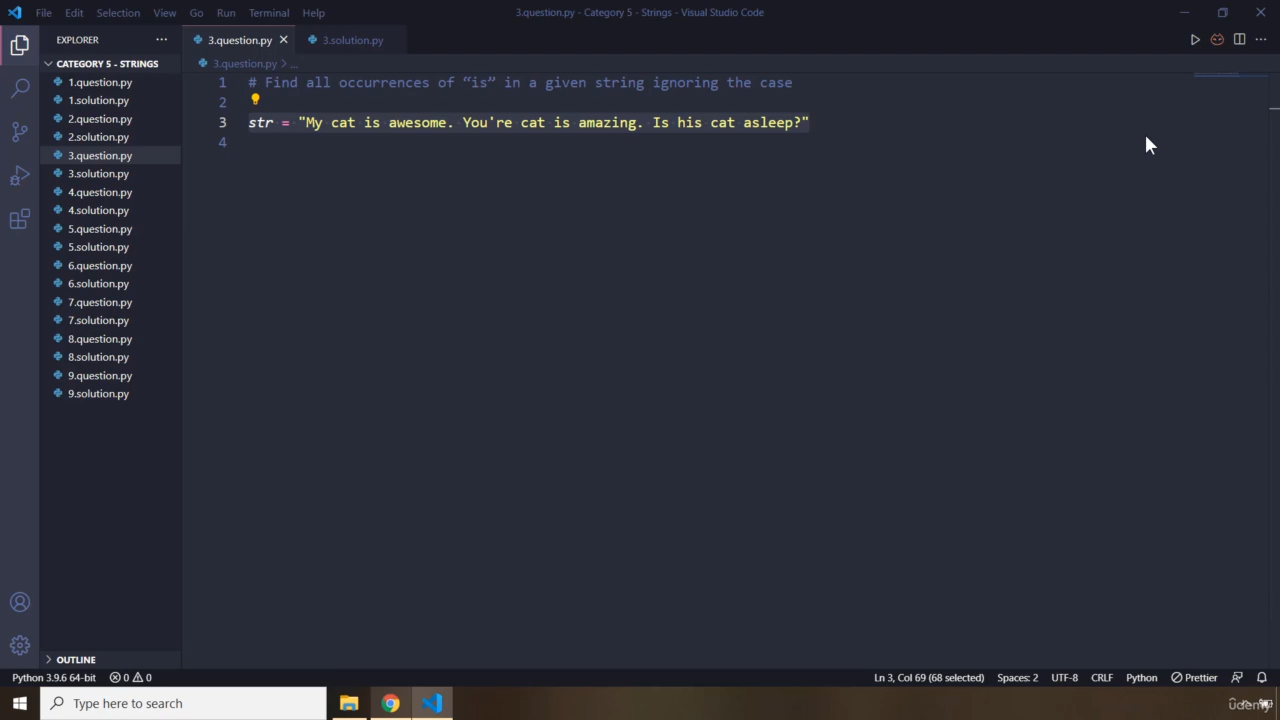 File Edit Selection View Go Run Terminal Help
3.question.py - Category 5 - Strings - Visual Studio Code
EXPLORER
3.question.py
3.solution.py
CATEGORY 5 - STRINGS
3.question.py > ...
1.question.py
1.solution.py
2.question.py
2.solution.py
3.question.py
3.solution.py
4.question.py
4.solution.py
5.question.py
5.solution.py
6.question.py
6.solution.py
7.question.py
7.solution.py
8.question.py
8.solution.py
9.question.py
9.solution.py
1 # Find all occurrences of “is” in a given string ignoring the case
2
3 str = "My cat is awesome. You're cat is amazing. Is his cat asleep?"
4
OUTLINE
Python 3.9.6 64-bit 0 0 Ln 3, Col 69 (68 selected) Spaces: 2 UTF-8 CRLF Python Prettier
Type here to search
udemy